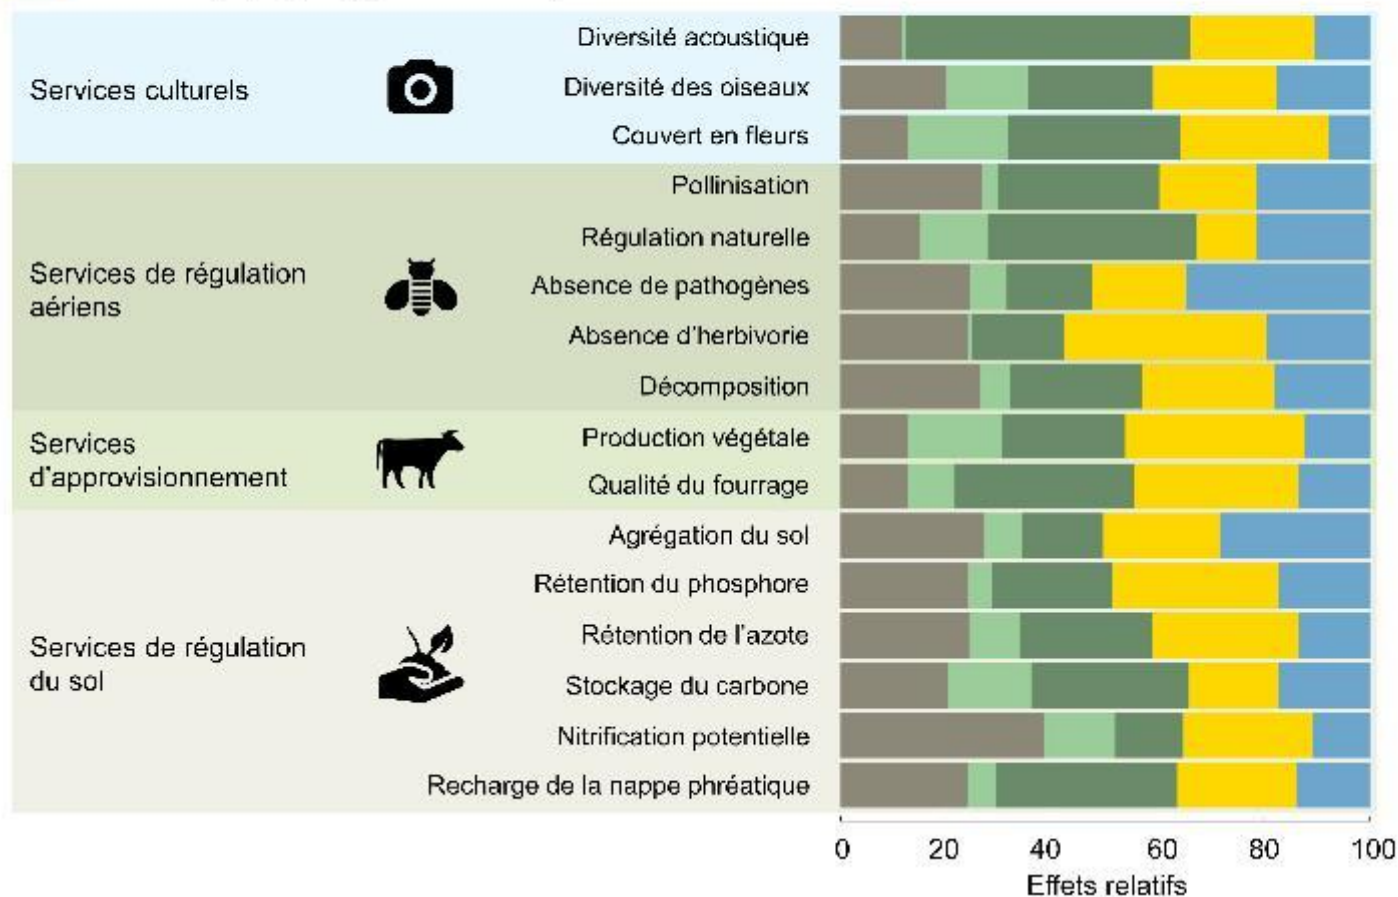 Services culturels
Diversité acoustique
Diversité des oiseaux
Couvert en fleurs
Services de régulation
aériens
Pollinisation
Régulation naturelle
Absence de pathogènes
Absence d'herbivorie
Décomposition
Services
d'approvisionnement
Production végétale
Qualité du fourrage
Services de régulation
du sol
Agrégation du sol
Rétention du phosphore
Rétention de l'azote
Stockage du carbone
Nitrification potentielle
Recharge de la nappe phréatique
0 20 40 60 80 100
Effets relatifs